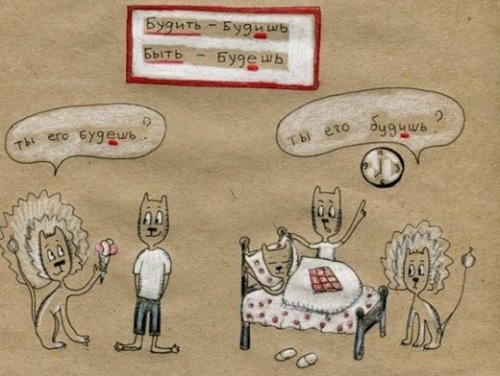 Будить – Будишь
Быть – Будешь
ты его будешь?
ты его будишь?